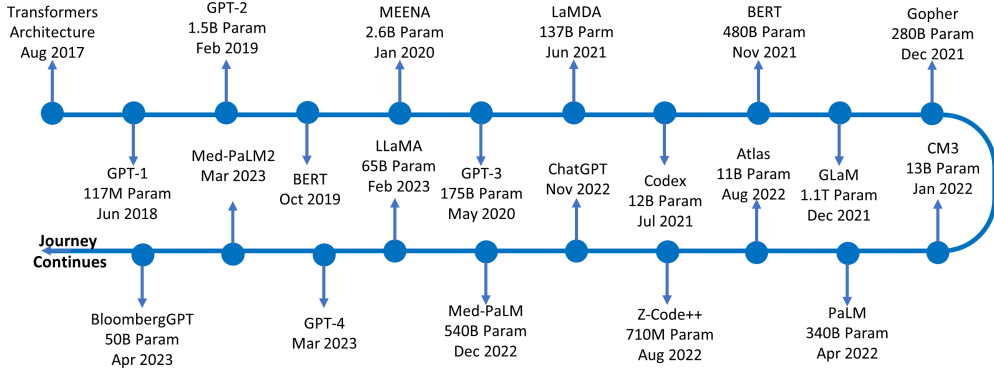 Transformers
Architecture
Aug 2017
GPT-1
117M Param
Jun 2018
GPT-2
1.5B Param
Feb 2019
BERT
Oct 2019
MEENA
2.6B Param
Jan 2020
GPT-3
175B Param
May 2020
LaMDA
137B Parm
Jun 2021
Codex
12B Param
Jul 2021
BERT
480B Param
Nov 2021
GLaM
1.1T Param
Dec 2021
Gopher
280B Param
Dec 2021
CM3
13B Param
Jan 2022
PaLM
340B Param
Apr 2022
Atlas
11B Param
Aug 2022
Z-Code++
710M Param
Aug 2022
ChatGPT
Nov 2022
Med-PaLM
540B Param
Dec 2022
LLaMA
65B Param
Feb 2023
GPT-4
Mar 2023
Med-PaLM2
Mar 2023
BloombergGPT
50B Param
Apr 2023
Journey
Continues